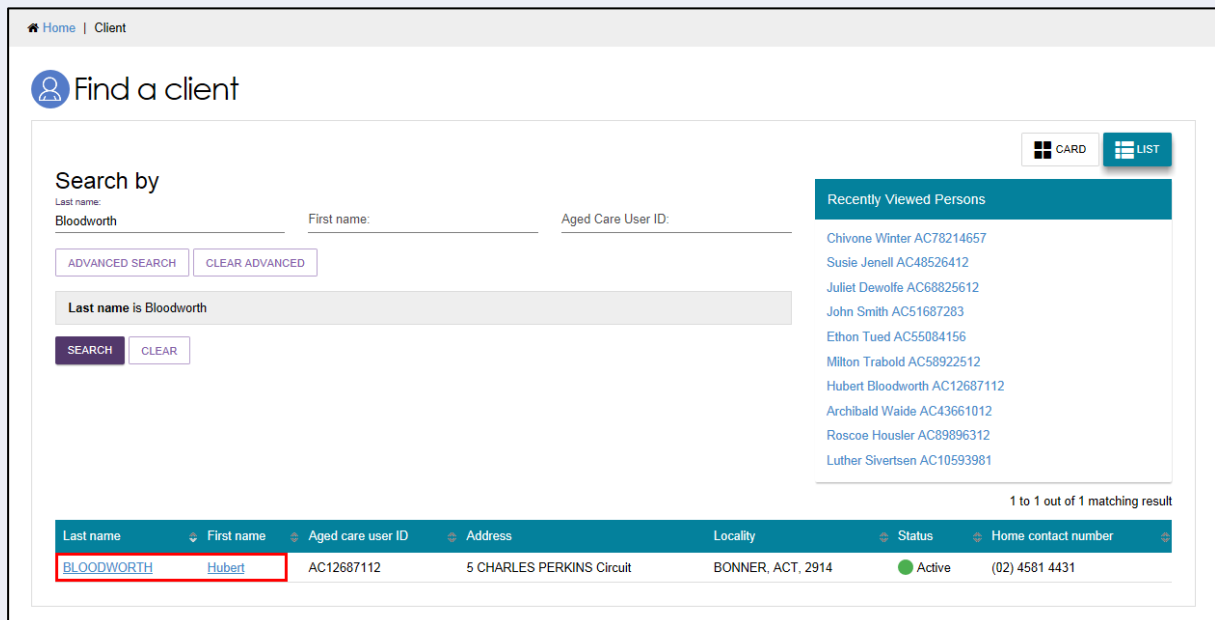 Home | Client
Find a client
CARD LIST
Search by
Last name:
Bloodworth First name: Aged Care User ID:
ADVANCED SEARCH CLEAR ADVANCED
Last name is Bloodworth
SEARCH CLEAR
Recently Viewed Persons
Chivone Winter AC78214657
Susie Jenell AC48526412
Juliet Dewolfe AC68825612
John Smith AC51687283
Ethon Tued AC55084156
Milton Trabold AC58922512
Hubert Bloodworth AC12687112
Archibald Waide AC43661012
Roscoe Housler AC89896312
Luther Sivertsen AC10593981
1 to 1 out of 1 matching result
Last name First name Aged care user ID Address Locality Status Home contact number
BLOODWORTH Hubert AC12687112 5 CHARLES PERKINS Circuit BONNER, ACT, 2914 Active (02) 4581 4431